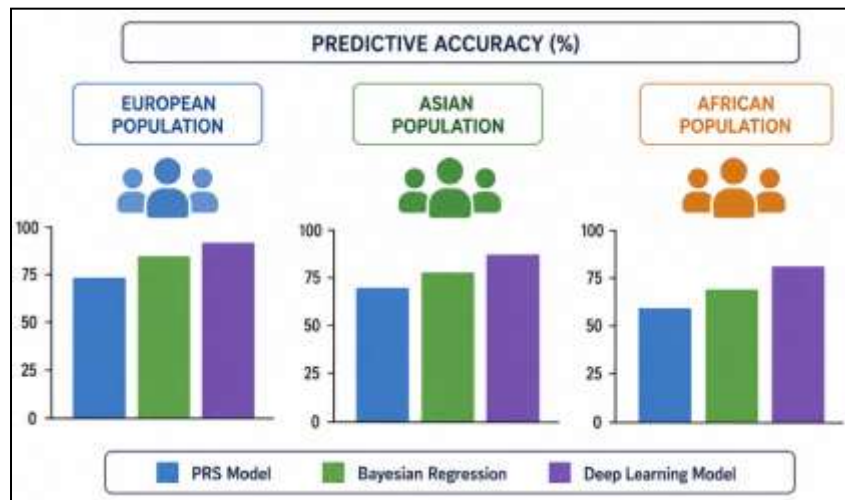 PREDICTIVE ACCURACY (%)
EUROPEAN
POPULATION
ASIAN
POPULATION
AFRICAN
POPULATION
100
75
50
25
0
100
75
50
25
0
100
75
50
25
0
PRS Model
Bayesian Regression
Deep Learning Model